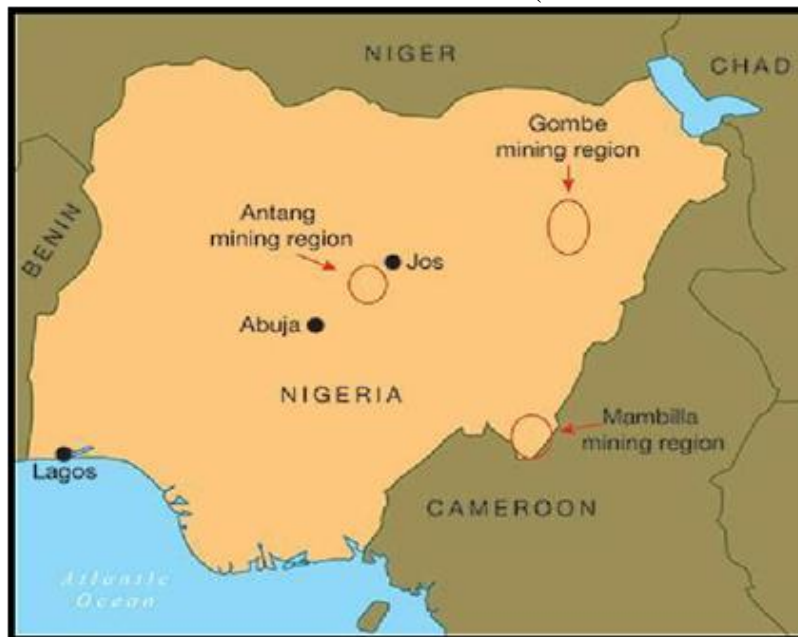 NIGER
CHAD
Gombe
mining region
BENIN
Antang
mining region
Jos
Abuja
NIGERIA
Mambilla
mining region
Lagos
CAMEROON
Atlantic
Ocean